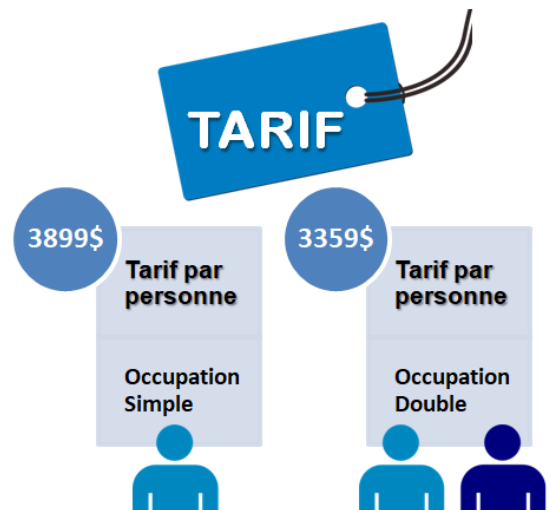 TARIF
3899$
Tarif par
personne
Occupation
Simple
3359$
Tarif par
personne
Occupation
Double